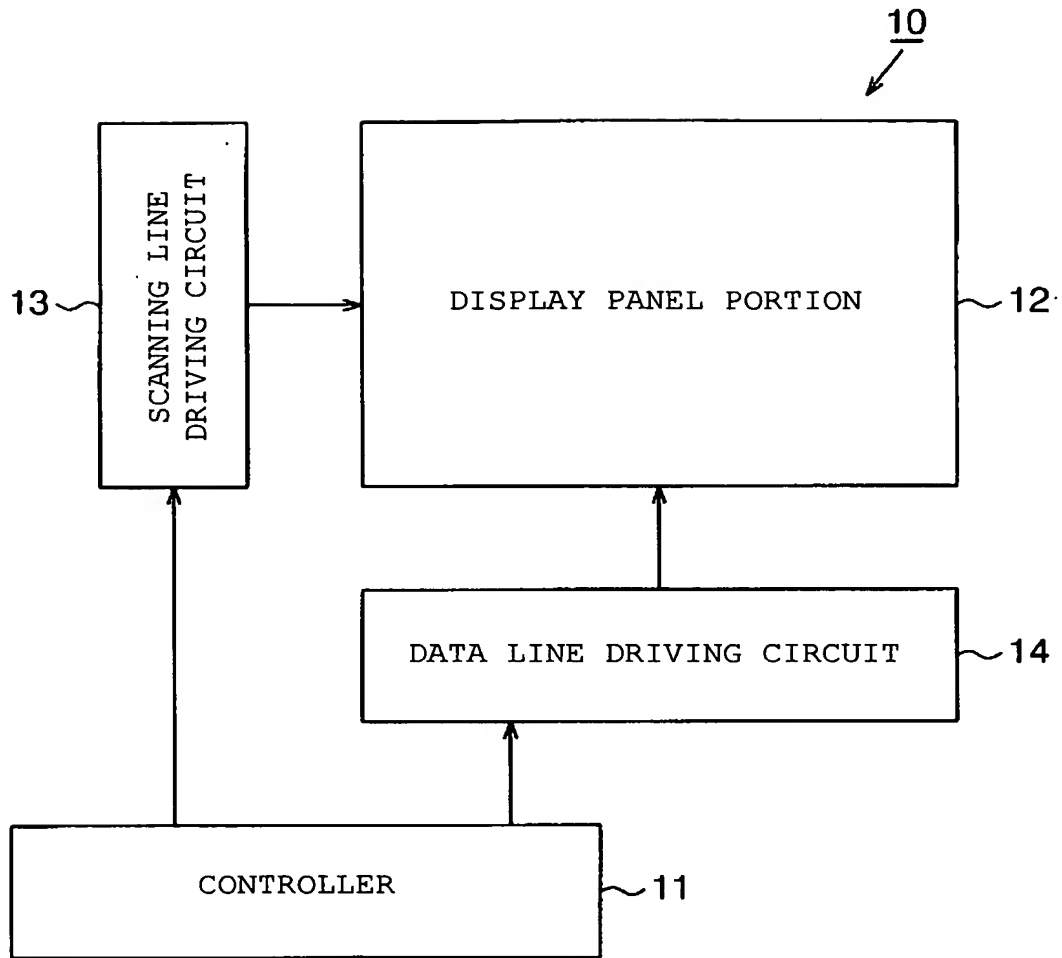 10
SCANNING LINE
DRIVING CIRCUIT
13
DISPLAY PANEL PORTION
12
DATA LINE DRIVING CIRCUIT
14
CONTROLLER
11